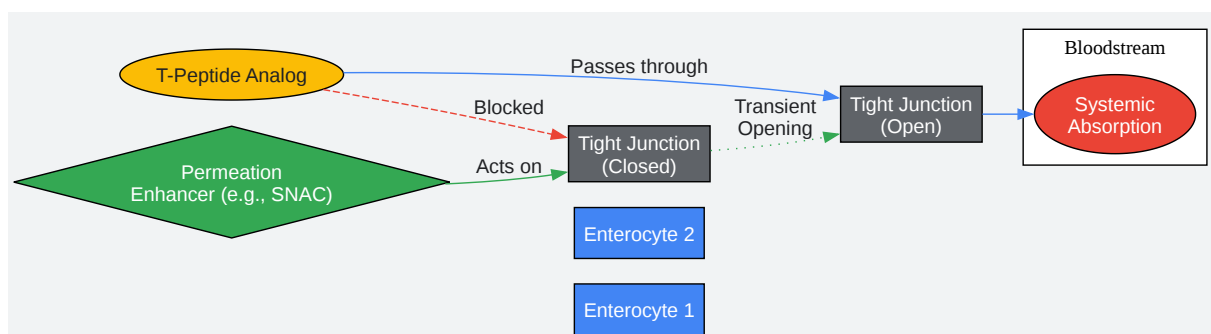 Bloodstream
T-Peptide Analog
Passes through
Blocked
Transient
Opening
Tight Junction
(Open)
Systemic
Absorption
Tight Junction
(Closed)
Acts on
Permeation
Enhancer (e.g., SNAC)
Enterocyte 2
Enterocyte 1